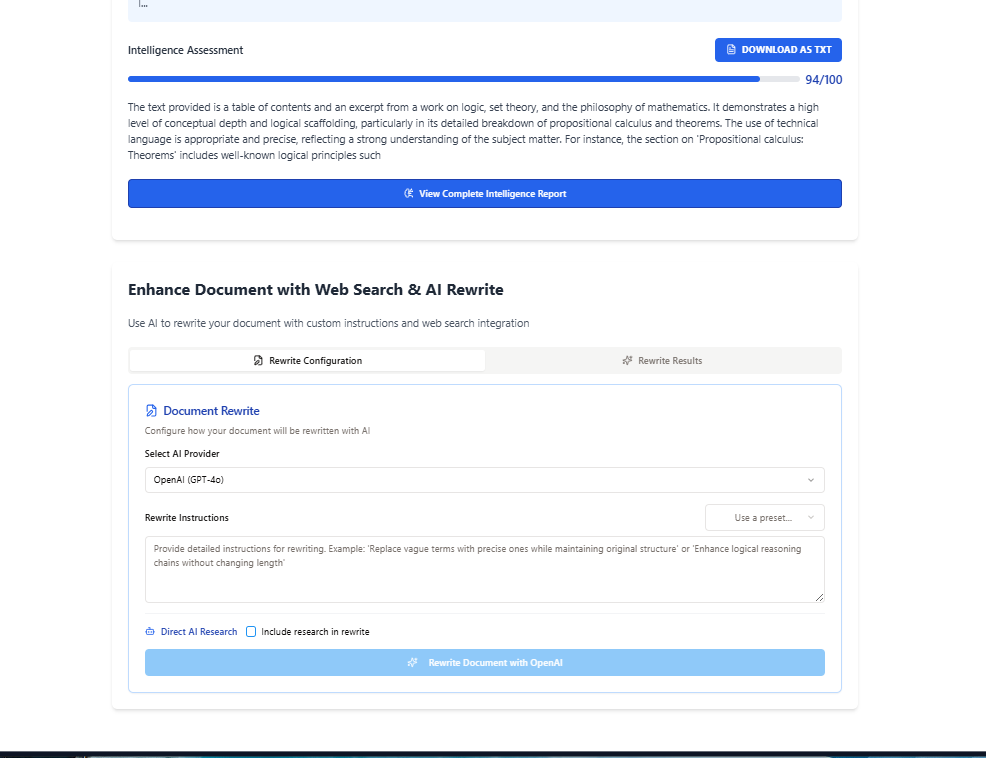 Intelligence Assessment
DOWNLOAD AS TXT
94/100
The text provided is a table of contents and an excerpt from a work on logic, set theory, and the philosophy of mathematics. It demonstrates a high
level of conceptual depth and logical scaffolding, particularly in its detailed breakdown of propositional calculus and theorems. The use of technical
language is appropriate and precise, reflecting a strong understanding of the subject matter. For instance, the section on 'Propositional calculus:
Theorems' includes well-known logical principles such
View Complete Intelligence Report
Enhance Document with Web Search & AI Rewrite
Use AI to rewrite your document with custom instructions and web search integration
Rewrite Configuration
Rewrite Results
Document Rewrite
Configure how your document will be rewritten with AI
Select AI Provider
OpenAI (GPT-4o)
Rewrite Instructions
Use a preset...
Provide detailed instructions for rewriting. Example: 'Replace vague terms with precise ones while maintaining original structure' or 'Enhance logical reasoning
chains without changing length'
Direct AI Research
Include research in rewrite
Rewrite Document with OpenAI